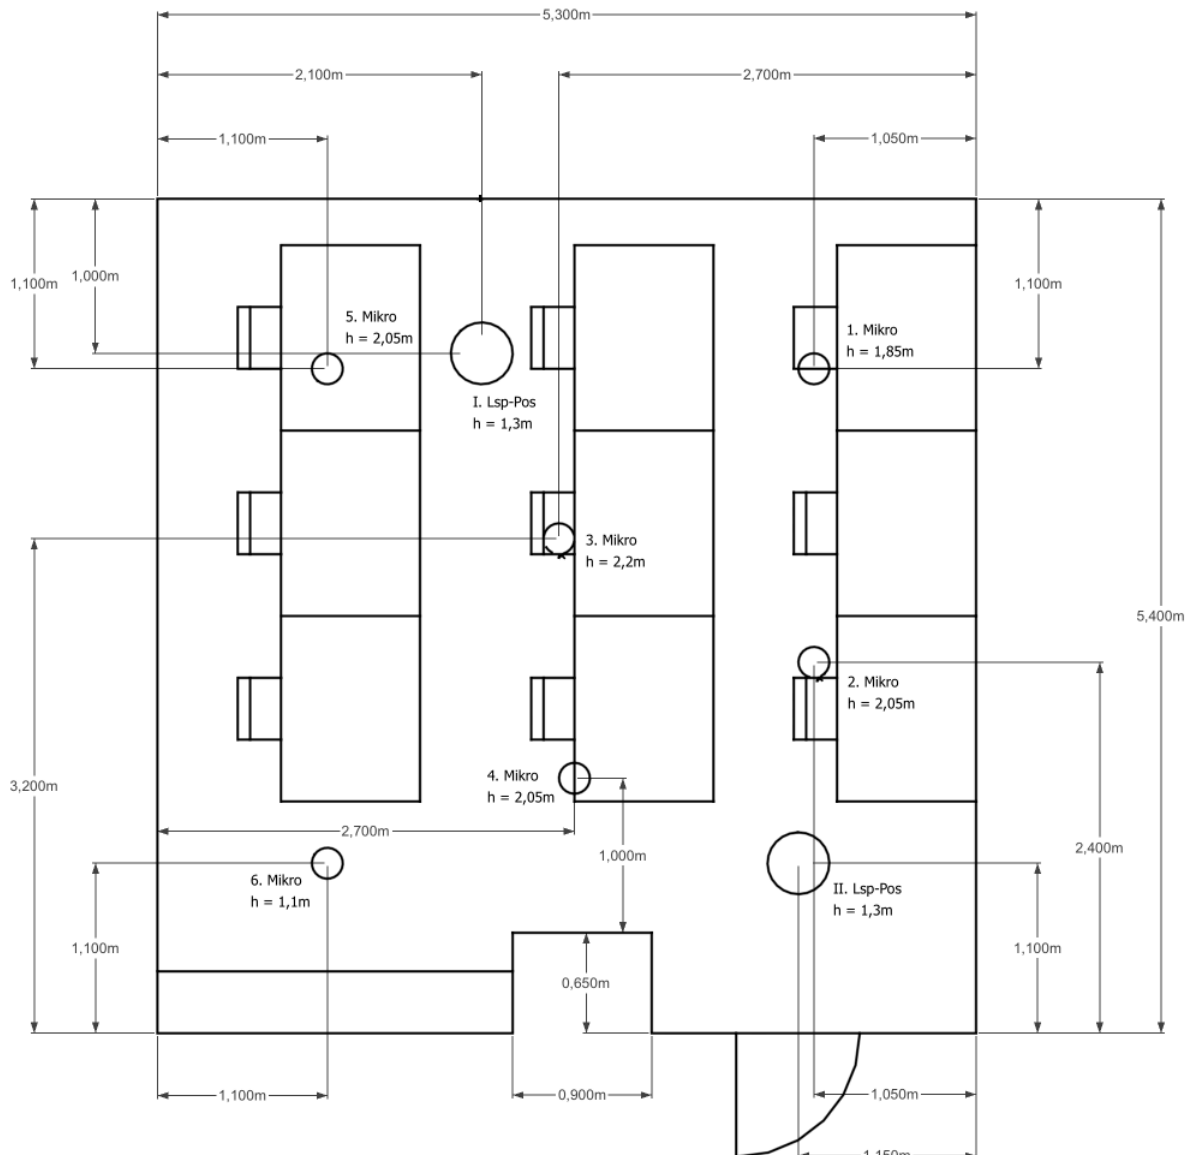 5,300m
2,100m
2,700m
1,100m
1,050m
1,100m
1,000m
1,100m
5. Mikro
h = 2,05m
1. Mikro
h = 1,85m
I. Lsp-Pos
h = 1,3m
3. Mikro
h = 2,2m
5,400m
2. Mikro
h = 2,05m
4. Mikro
h = 2,05m
3,200m
2,700m
1,000m
2,400m
6. Mikro
h = 1,1m
II. Lsp-Pos
h = 1,3m
1,100m
1,100m
0,650m
1,100m
0,900m
1,050m
1,150m